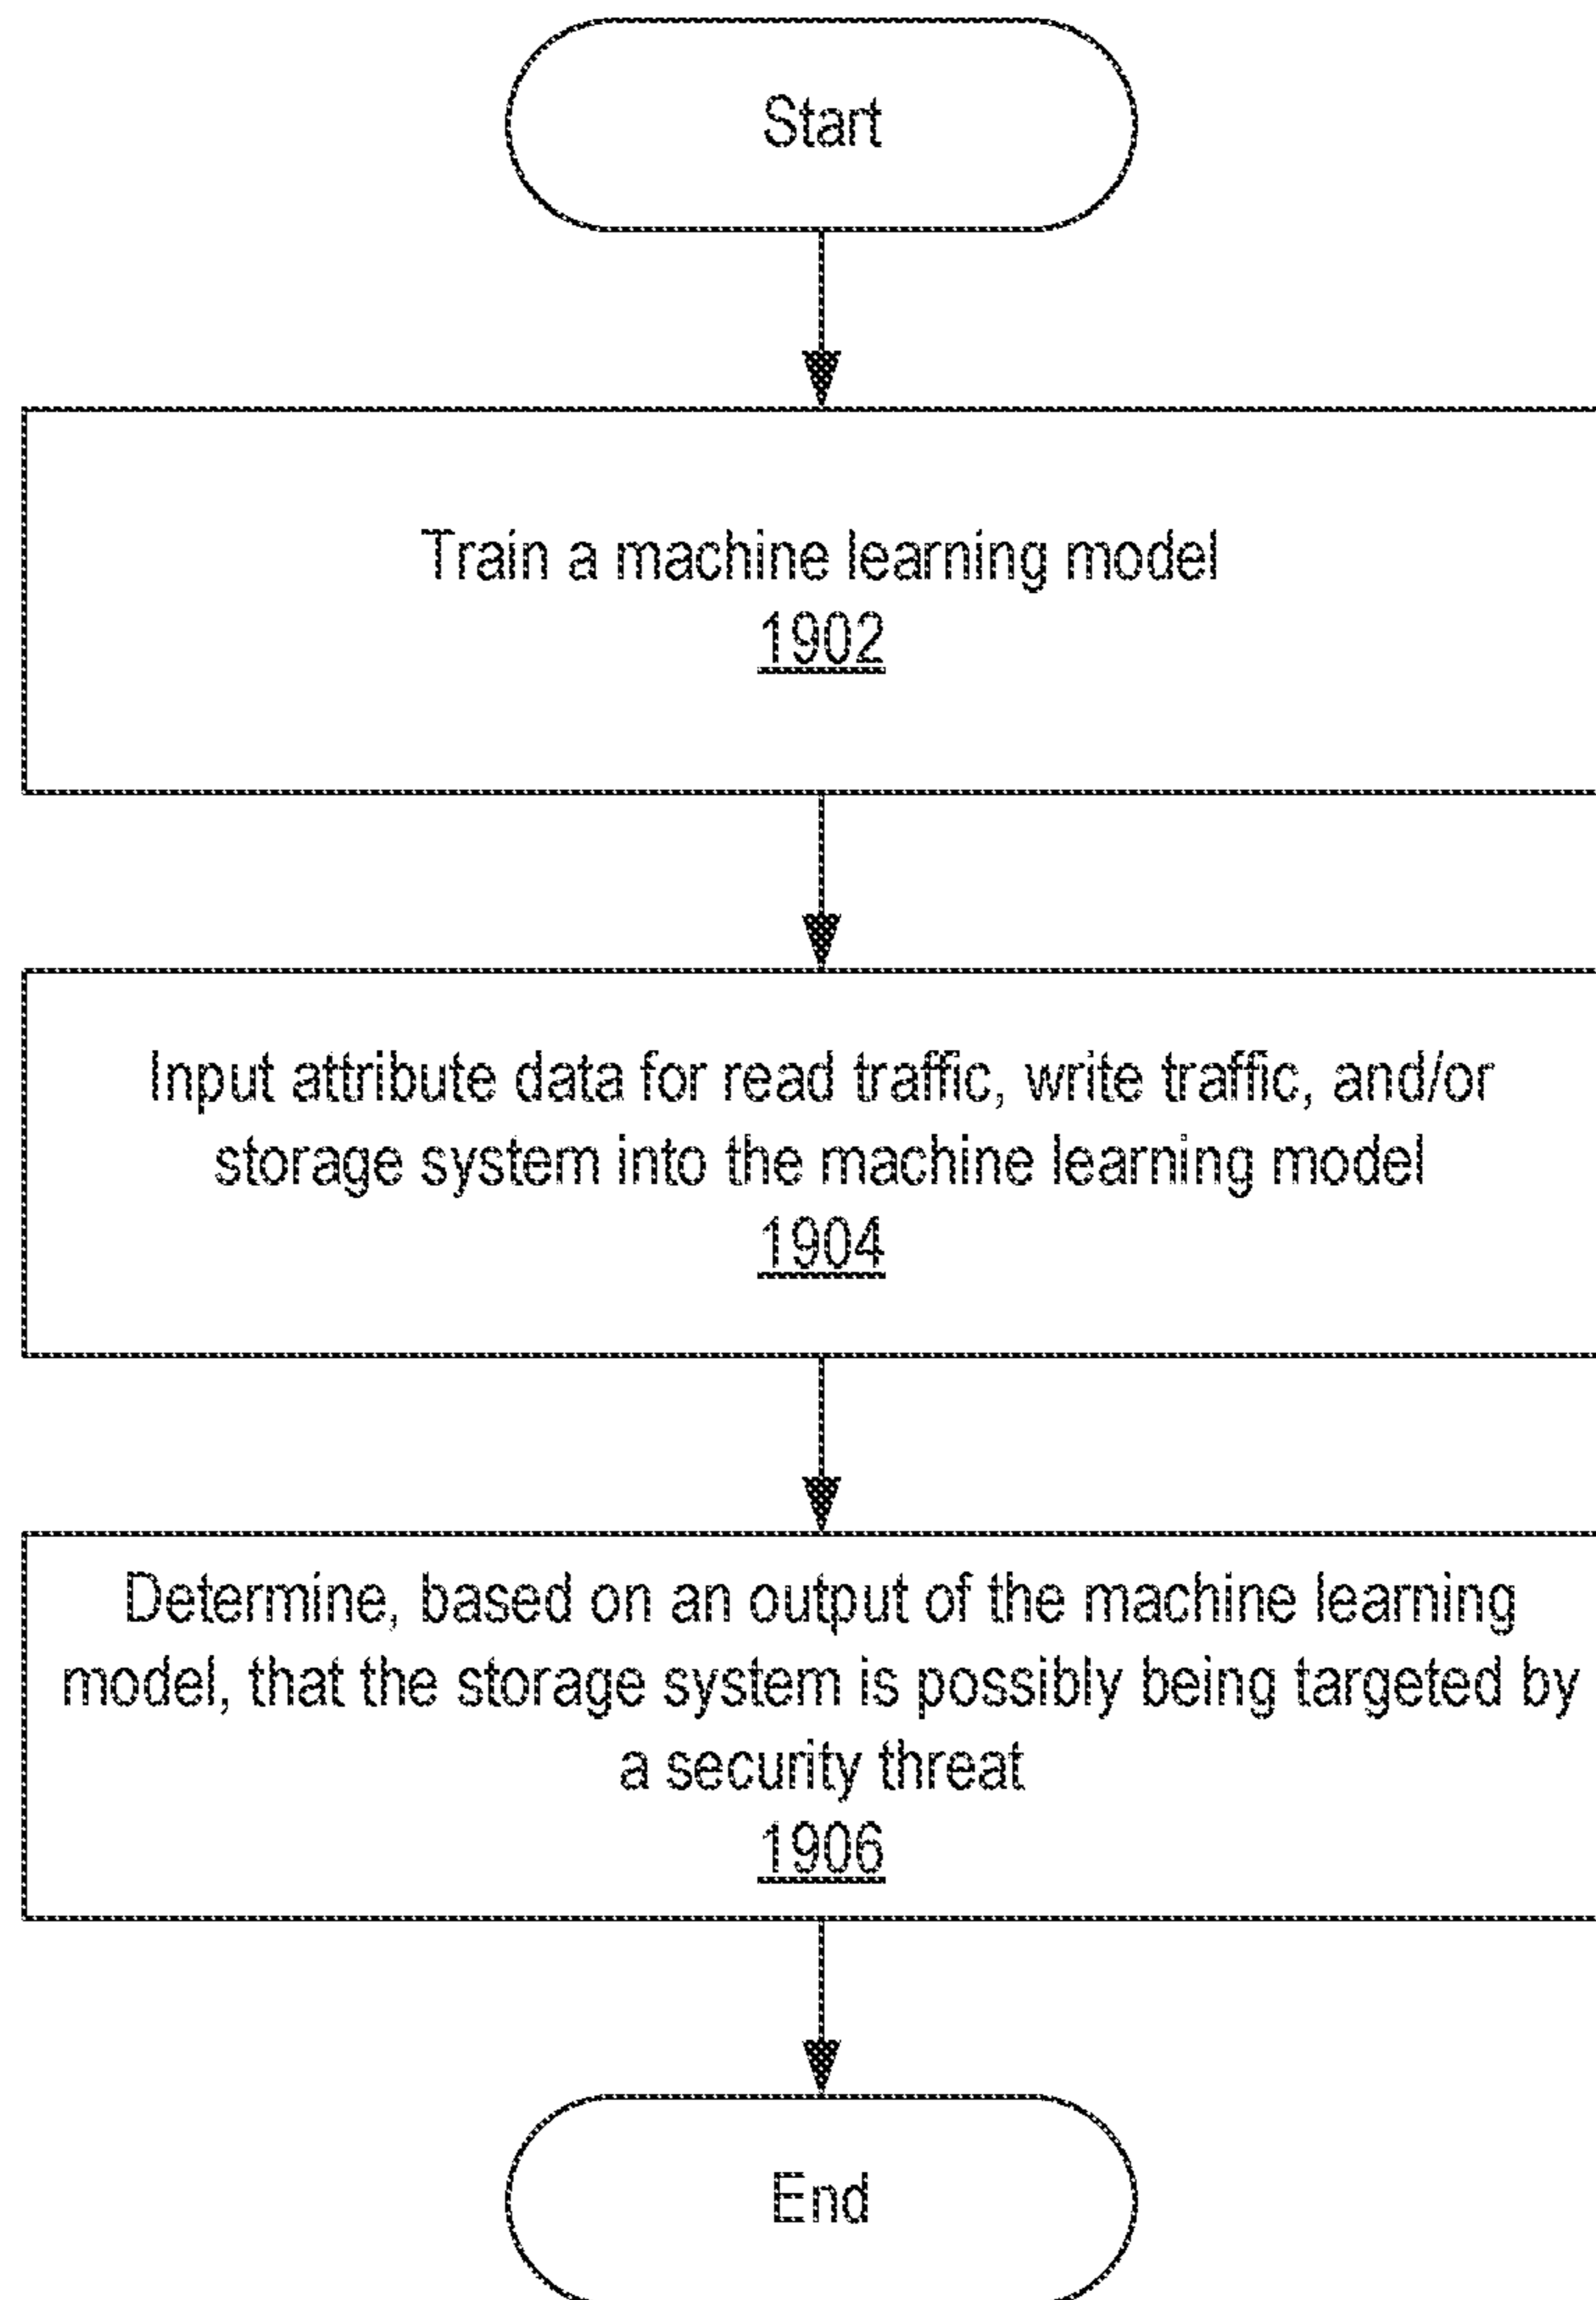 Start
Train a machine learning model
1902
Input attribute data for read traffic, write traffic, and/or
storage system into the machine learning model
1904
Determine, based on an output of the machine learning
model, that the storage system is possibly being targeted by
a security threat
1906
End